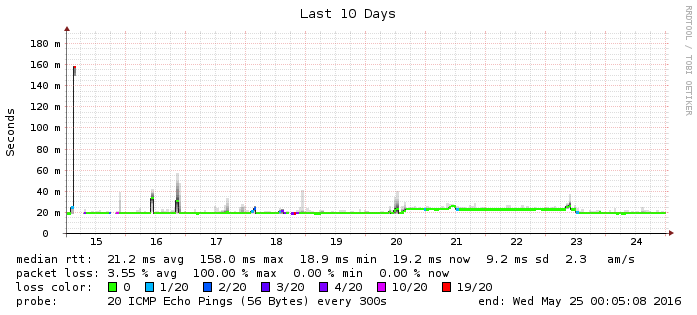 Last 10 Days
RRDTOOL / TOBI OETIKER
Seconds
180 m
160 m
140 m
120 m
100 m
80 m
60 m
40 m
20 m
0
15 16 17 18 19 20 21 22 23 24
median rtt: 21.2 ms avg 158.0 ms max 18.9 ms min 19.2 ms now 9.2 ms sd 2.3 am/s
packet loss: 3.55 % avg 100.00 % max 0.00 % min 0.00 % now
loss color: 0 1/20 2/20 3/20 4/20 10/20 19/20
probe: 20 ICMP Echo Pings (56 Bytes) every 300s end: Wed May 25 00:05:08 2016